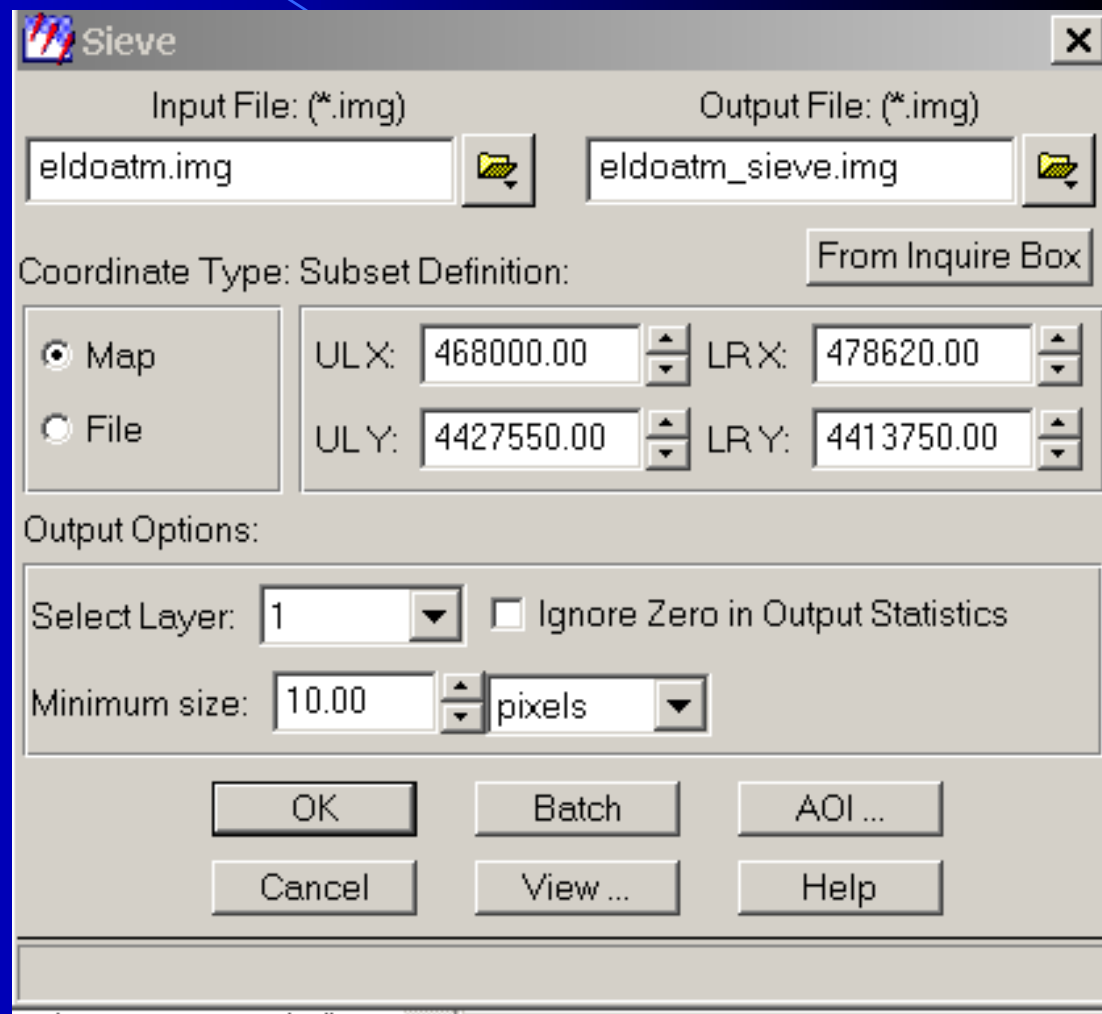 Sieve
Input File: (*.img) Output File: (*.img)
eldoatm.img eldoatm_sieve.img
From Inquire Box
Coordinate Type: Subset Definition:
Map ULX: 468000.00 LRX: 478620.00
File ULY: 4427550.00 LRY: 4413750.00
Output Options:
Select Layer: 1 Ignore Zero in Output Statistics
Minimum size: 10.00 pixels
OK Batch AOI ...
Cancel View ... Help